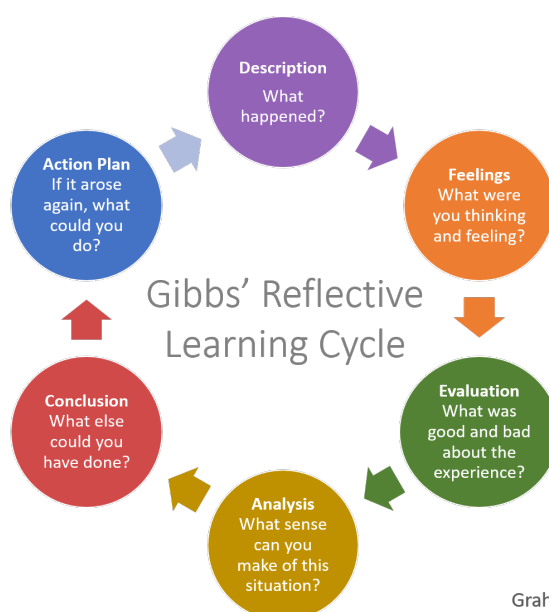 Description
What
happened?
Feelings
What were
you thinking
and feeling?
Evaluation
What was
good and bad
about the
experience?
Analysis
What sense
can you
make of this
situation?
Conclusion
What else
could you
have done?
Action Plan
If it arose
again, what
could you
do?
Gibbs’ Reflective
Learning Cycle
Grah